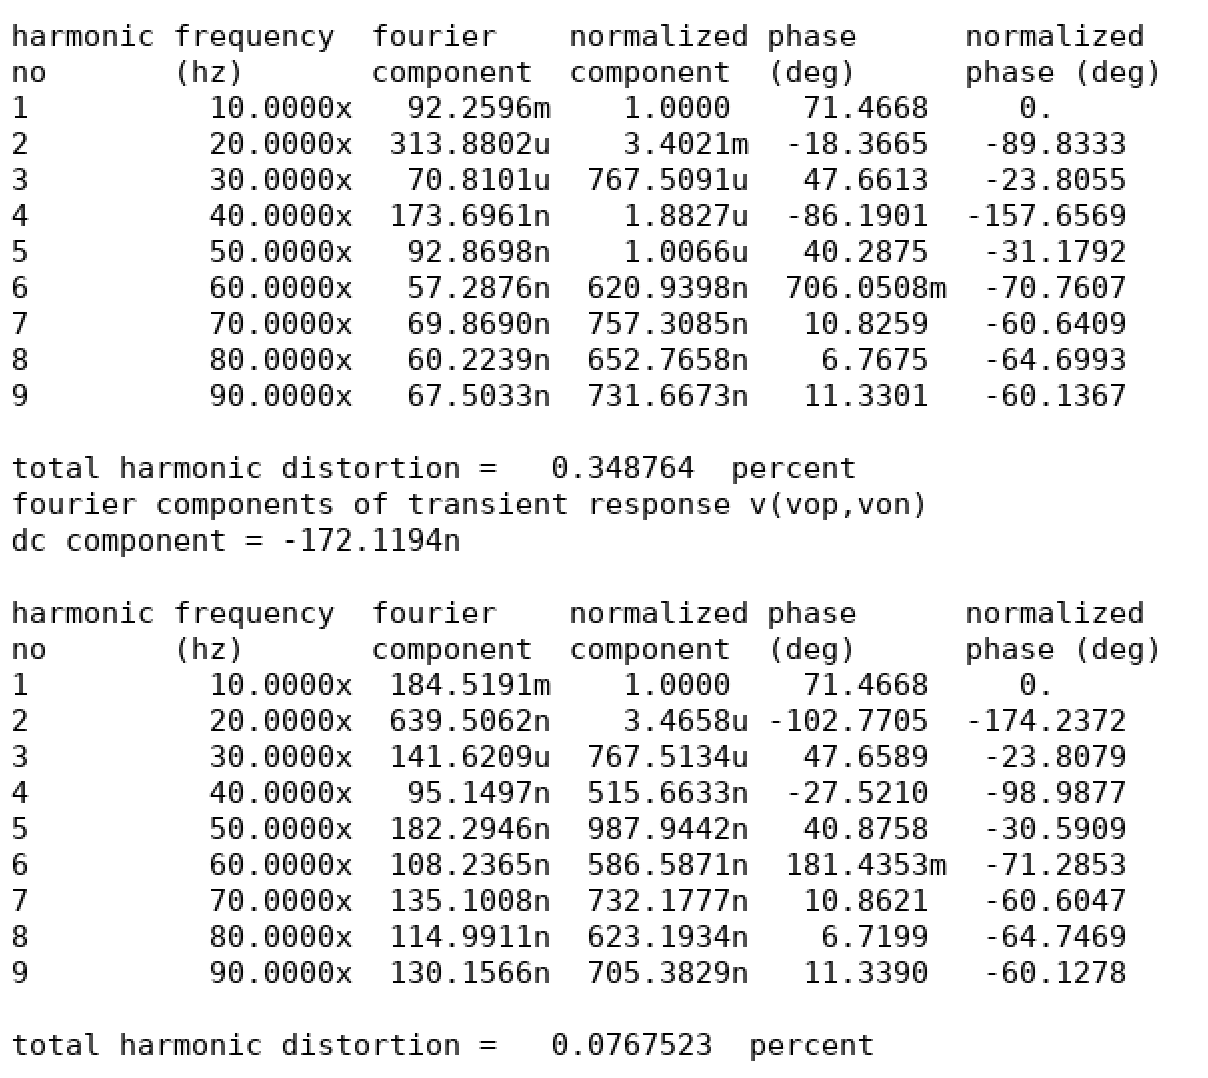 harmonic frequency fourier normalized phase normalized
no (hz) component component (deg) phase (deg)
1 10.0000x 92.2596m 1.0000 71.4668 0.
2 20.0000x 313.8802u 3.4021m -18.3665 -89.8333
3 30.0000x 70.8101u 767.5091u 47.6613 -23.8055
4 40.0000x 173.6961n 1.8827u -86.1901 -157.6569
5 50.0000x 92.8698n 1.0066u 40.2875 -31.1792
6 60.0000x 57.2876n 620.9398n 706.0508m -70.7607
7 70.0000x 69.8690n 757.3085n 10.8259 -60.6409
8 80.0000x 60.2239n 652.7658n 6.7675 -64.6993
9 90.0000x 67.5033n 731.6673n 11.3301 -60.1367
total harmonic distortion = 0.348764 percent
fourier components of transient response v(vop,von)
dc component = -172.1194n
harmonic frequency fourier normalized phase normalized
no (hz) component component (deg) phase (deg)
1 10.0000x 184.5191m 1.0000 71.4668 0.
2 20.0000x 639.5062n 3.4658u -102.7705 -174.2372
3 30.0000x 141.6209u 767.5134u 47.6589 -23.8079
4 40.0000x 95.1497n 515.6633n -27.5210 -98.9877
5 50.0000x 182.2946n 987.9442n 40.8758 -30.5909
6 60.0000x 108.2365n 586.5871n 181.4353m -71.2853
7 70.0000x 135.1008n 732.1777n 10.8621 -60.6047
8 80.0000x 114.9911n 623.1934n 6.7199 -64.7469
9 90.0000x 130.1566n 705.3829n 11.3390 -60.1278
total harmonic distortion = 0.0767523 percent